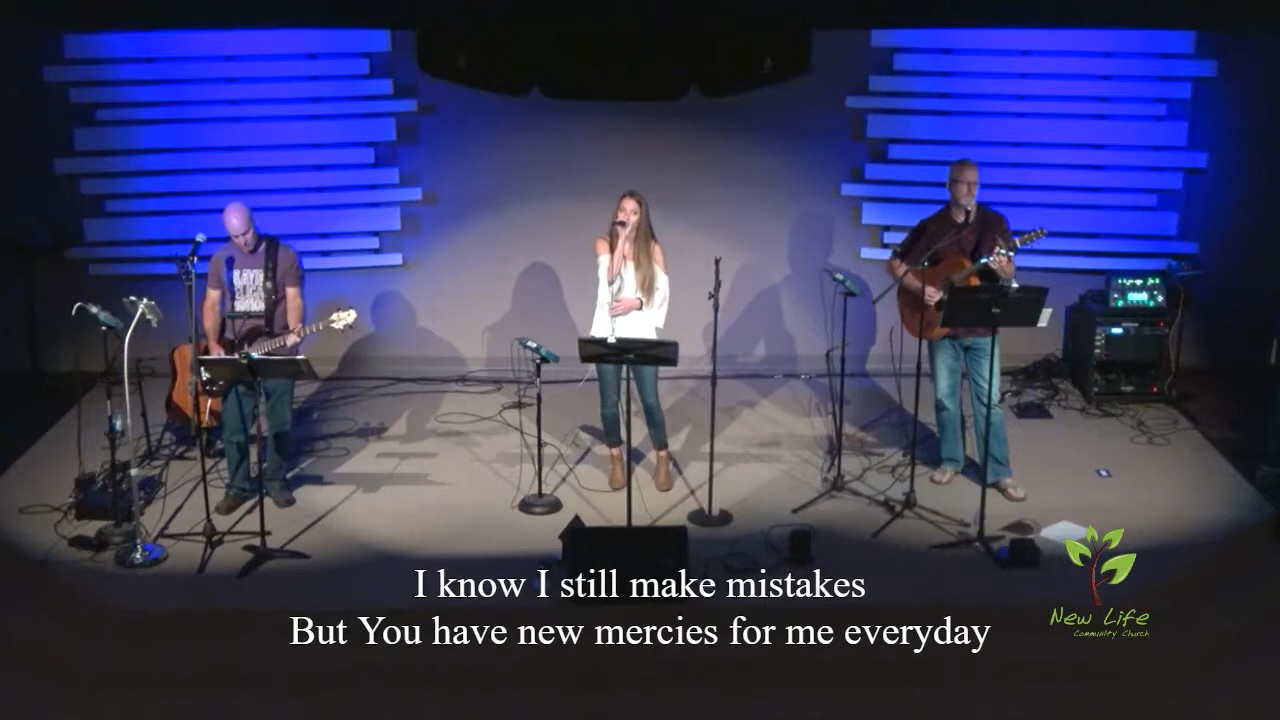 I know I still make mistakes
But You have new mercies for me everyday
New Life
Community Church